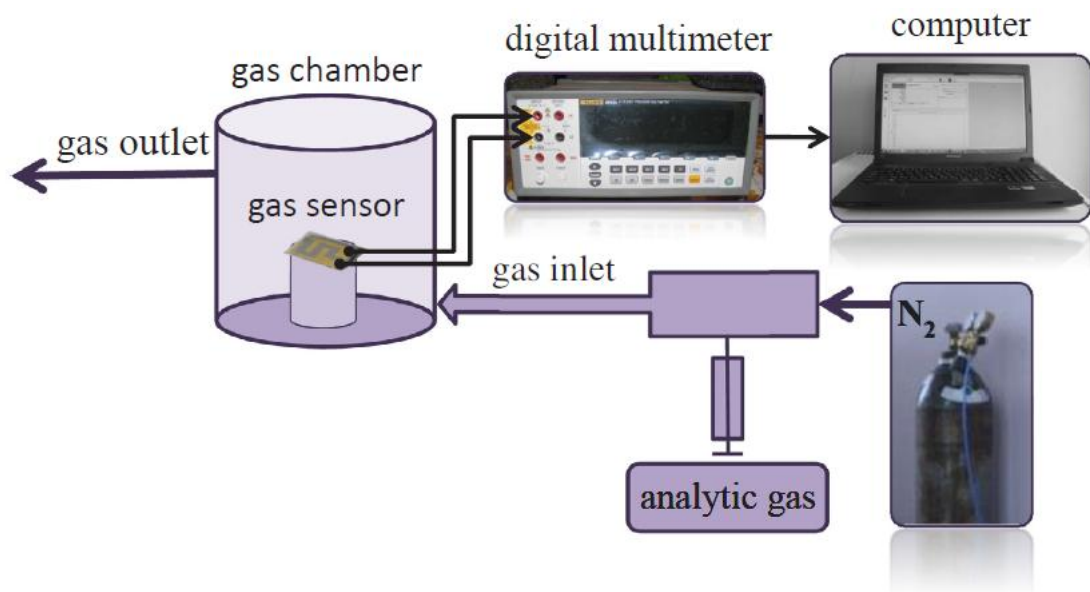 digital multimeter
computer
gas chamber
gas outlet
gas sensor
gas inlet
N2
analytic gas